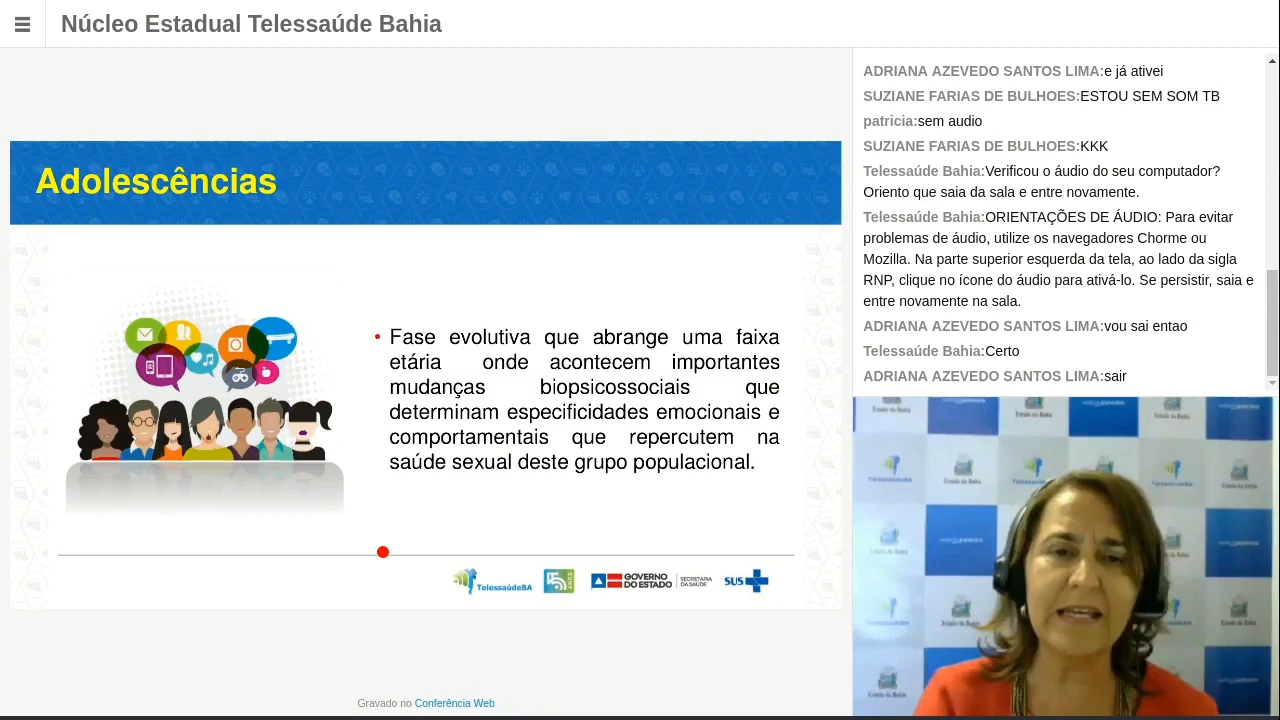 Núcleo Estadual Telessaúde Bahia
Adolescências
• Fase evolutiva que abrange uma faixa
etária onde acontecem importantes
mudanças biopsicossociais que
determinam especificidades emocionais e
comportamentais que repercutem na
saúde sexual deste grupo populacional.
TelessaúdeBA
GOVERNO
DO ESTADO
SECRETARIA
DA SAÚDE
SUS
Gravado no Conferência Web
ADRIANA AZEVEDO SANTOS LIMA:e já ativei
SUZIANE FARIAS DE BULHOES:ESTOU SEM SOM TB
patricia:sem audio
SUZIANE FARIAS DE BULHOES:KKK
Telessaúde Bahia:Verificou o áudio do seu computador?
Oriento que saia da sala e entre novamente.
Telessaúde Bahia:ORIENTAÇÕES DE ÁUDIO: Para evitar
problemas de áudio, utilize os navegadores Chorme ou
Mozilla. Na parte superior esquerda da tela, ao lado da sigla
RNP, clique no ícone do áudio para ativá-lo. Se persistir, saia e
entre novamente na sala.
ADRIANA AZEVEDO SANTOS LIMA:vou sai entao
Telessaúde Bahia:Certo
ADRIANA AZEVEDO SANTOS LIMA:sair